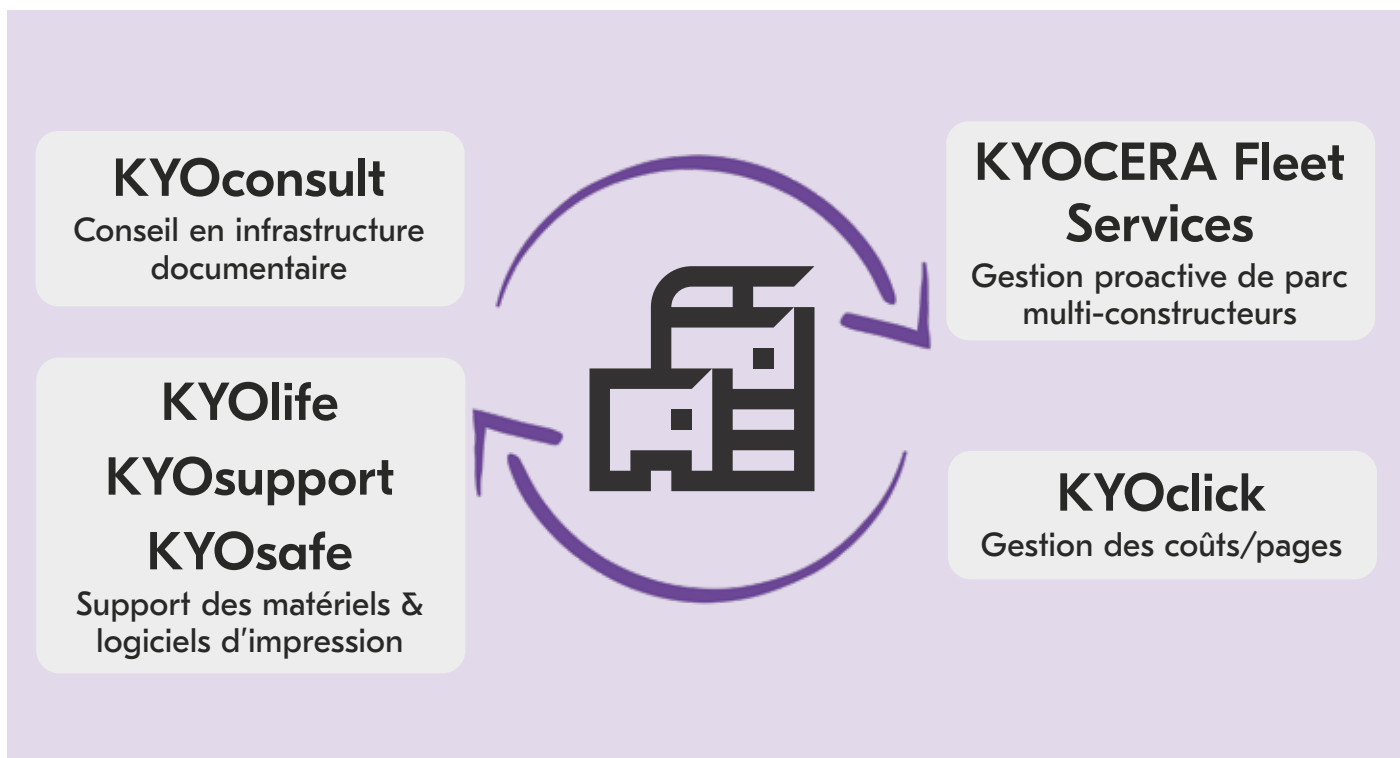 KYOconsult
Conseil en infrastructure
documentaire
KYOCERA Fleet
Services
Gestion proactive de parc
multi-constructeurs
KYOlife
KYOsupport
KYOsafe
Support des matériels &
logiciels d’impression
KYOclick
Gestion des coûts/pages